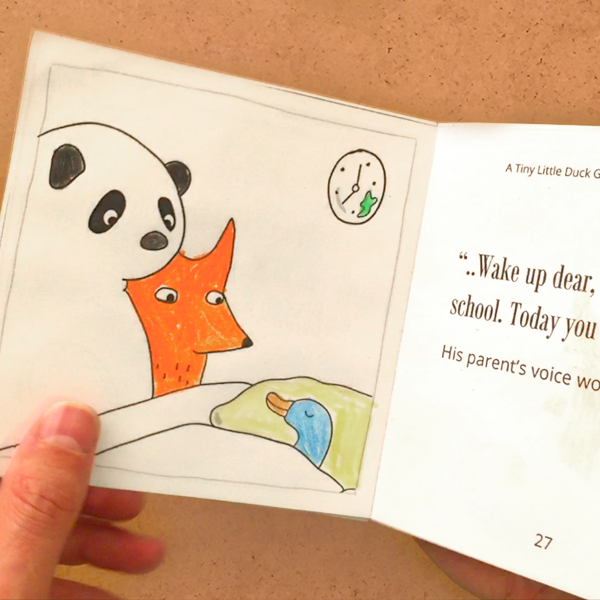 A Tiny Little Duck G
“..Wake up dear,
school. Today you
His parent’s voice wo
27